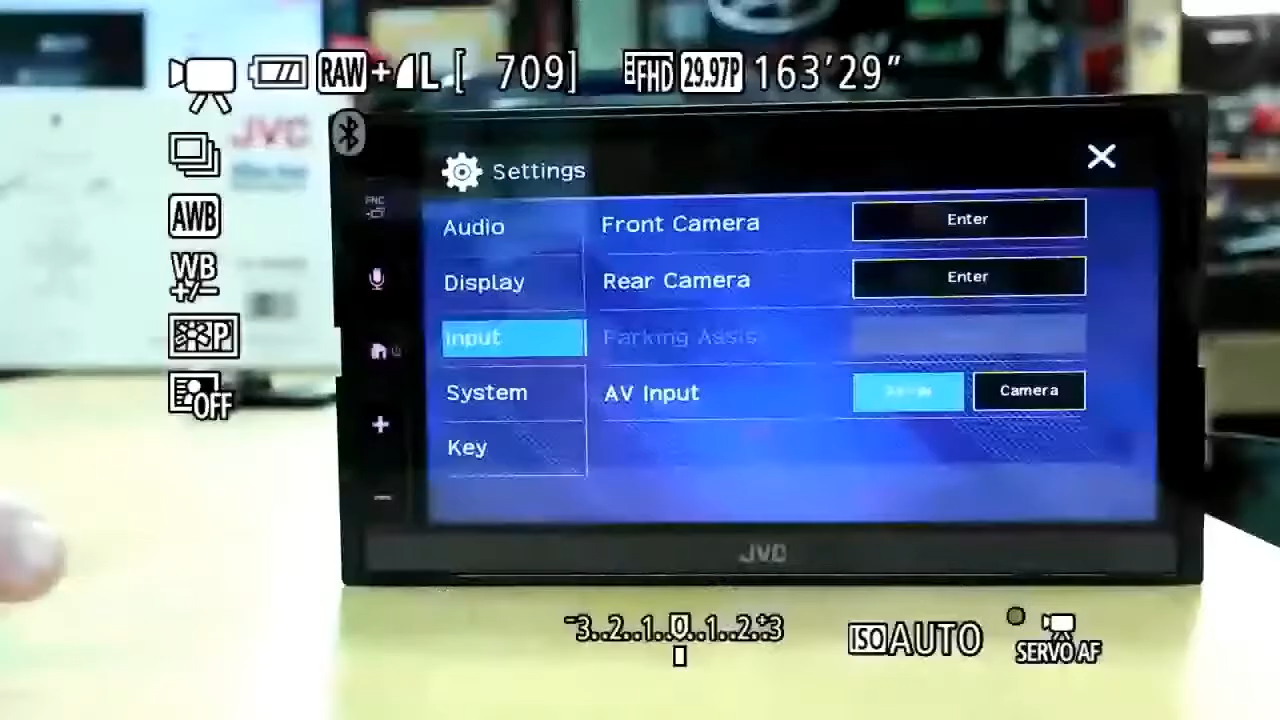 RAW+L [ 709] FHD 29.97P 163'29"
JVC
AWB
WB
+/-
P
OFF
FNC
Settings
Audio
Display
Input
System
Key
Front Camera Enter
Rear Camera Enter
Parking Assis
AV Input Camera
JVC
-3..2..1..0..1..2..+3
ISO AUTO
SERVO AF